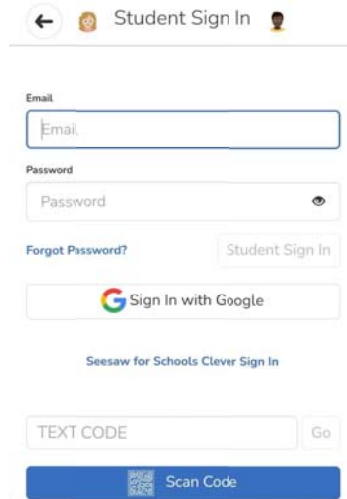 Student Sign In
Email
Email
Password
Password
Forgot Password?
Student Sign In
Sign In with Google
Seesaw for Schools Clever Sign In
TEXT CODE
Go
Scan Code